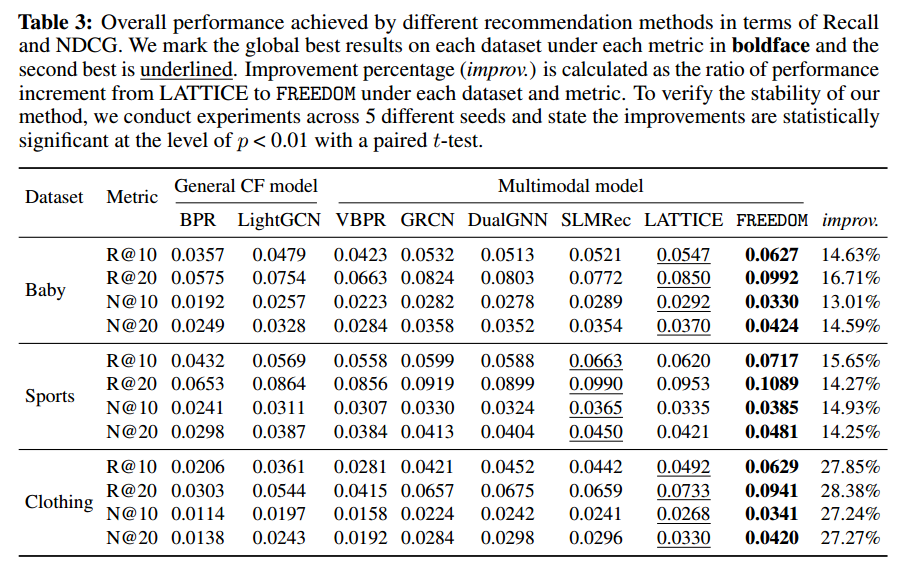 Table 3: Overall performance achieved by different recommendation methods in terms of Recall
and NDCG. We mark the global best results on each dataset under each metric in boldface and the
second best is underlined. Improvement percentage (improv.) is calculated as the ratio of performance
increment from LATTICE to FREEDOM under each dataset and metric. To verify the stability of our
method, we conduct experiments across 5 different seeds and state the improvements are statistically
significant at the level of p < 0.01 with a paired t-test.
Dataset Metric General CF model Multimodal model
BPR LightGCN VBPR GRCN DualGNN SLMRec LATTICE FREEDOM improv.
Baby
R@10 0.0357 0.0479 0.0423 0.0532 0.0513 0.0521 0.0547 0.0627 14.63%
R@20 0.0575 0.0754 0.0663 0.0824 0.0803 0.0772 0.0850 0.0992 16.71%
N@10 0.0192 0.0257 0.0223 0.0282 0.0278 0.0289 0.0292 0.0330 13.01%
N@20 0.0249 0.0328 0.0284 0.0358 0.0352 0.0354 0.0370 0.0424 14.59%
Sports
R@10 0.0432 0.0569 0.0558 0.0599 0.0588 0.0663 0.0620 0.0717 15.65%
R@20 0.0653 0.0864 0.0856 0.0919 0.0899 0.0990 0.0953 0.1089 14.27%
N@10 0.0241 0.0311 0.0307 0.0330 0.0324 0.0365 0.0335 0.0385 14.93%
N@20 0.0298 0.0387 0.0384 0.0413 0.0404 0.0450 0.0421 0.0481 14.25%
Clothing
R@10 0.0206 0.0361 0.0281 0.0421 0.0452 0.0442 0.0492 0.0629 27.85%
R@20 0.0303 0.0544 0.0415 0.0657 0.0675 0.0659 0.0733 0.0941 28.38%
N@10 0.0114 0.0197 0.0158 0.0224 0.0242 0.0241 0.0268 0.0341 27.24%
N@20 0.0138 0.0243 0.0192 0.0284 0.0298 0.0296 0.0330 0.0420 27.27%